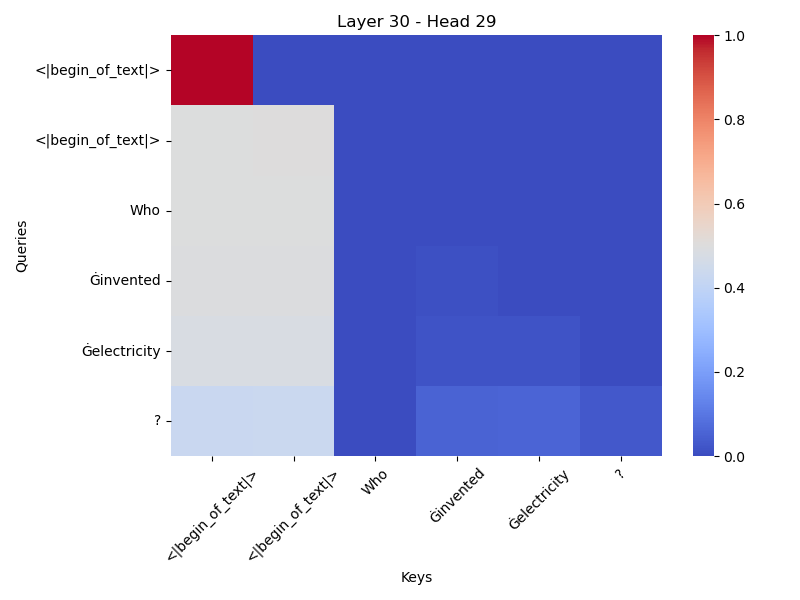 Layer 30 - Head 29
<|begin_of_text|>
<|begin_of_text|>
Who
Ġinvented
Ġelectricity
?
Queries
<|begin_of_text|>
<|begin_of_text|>
Who
Ġinvented
Ġelectricity
?
Keys
1.0
0.8
0.6
0.4
0.2
0.0